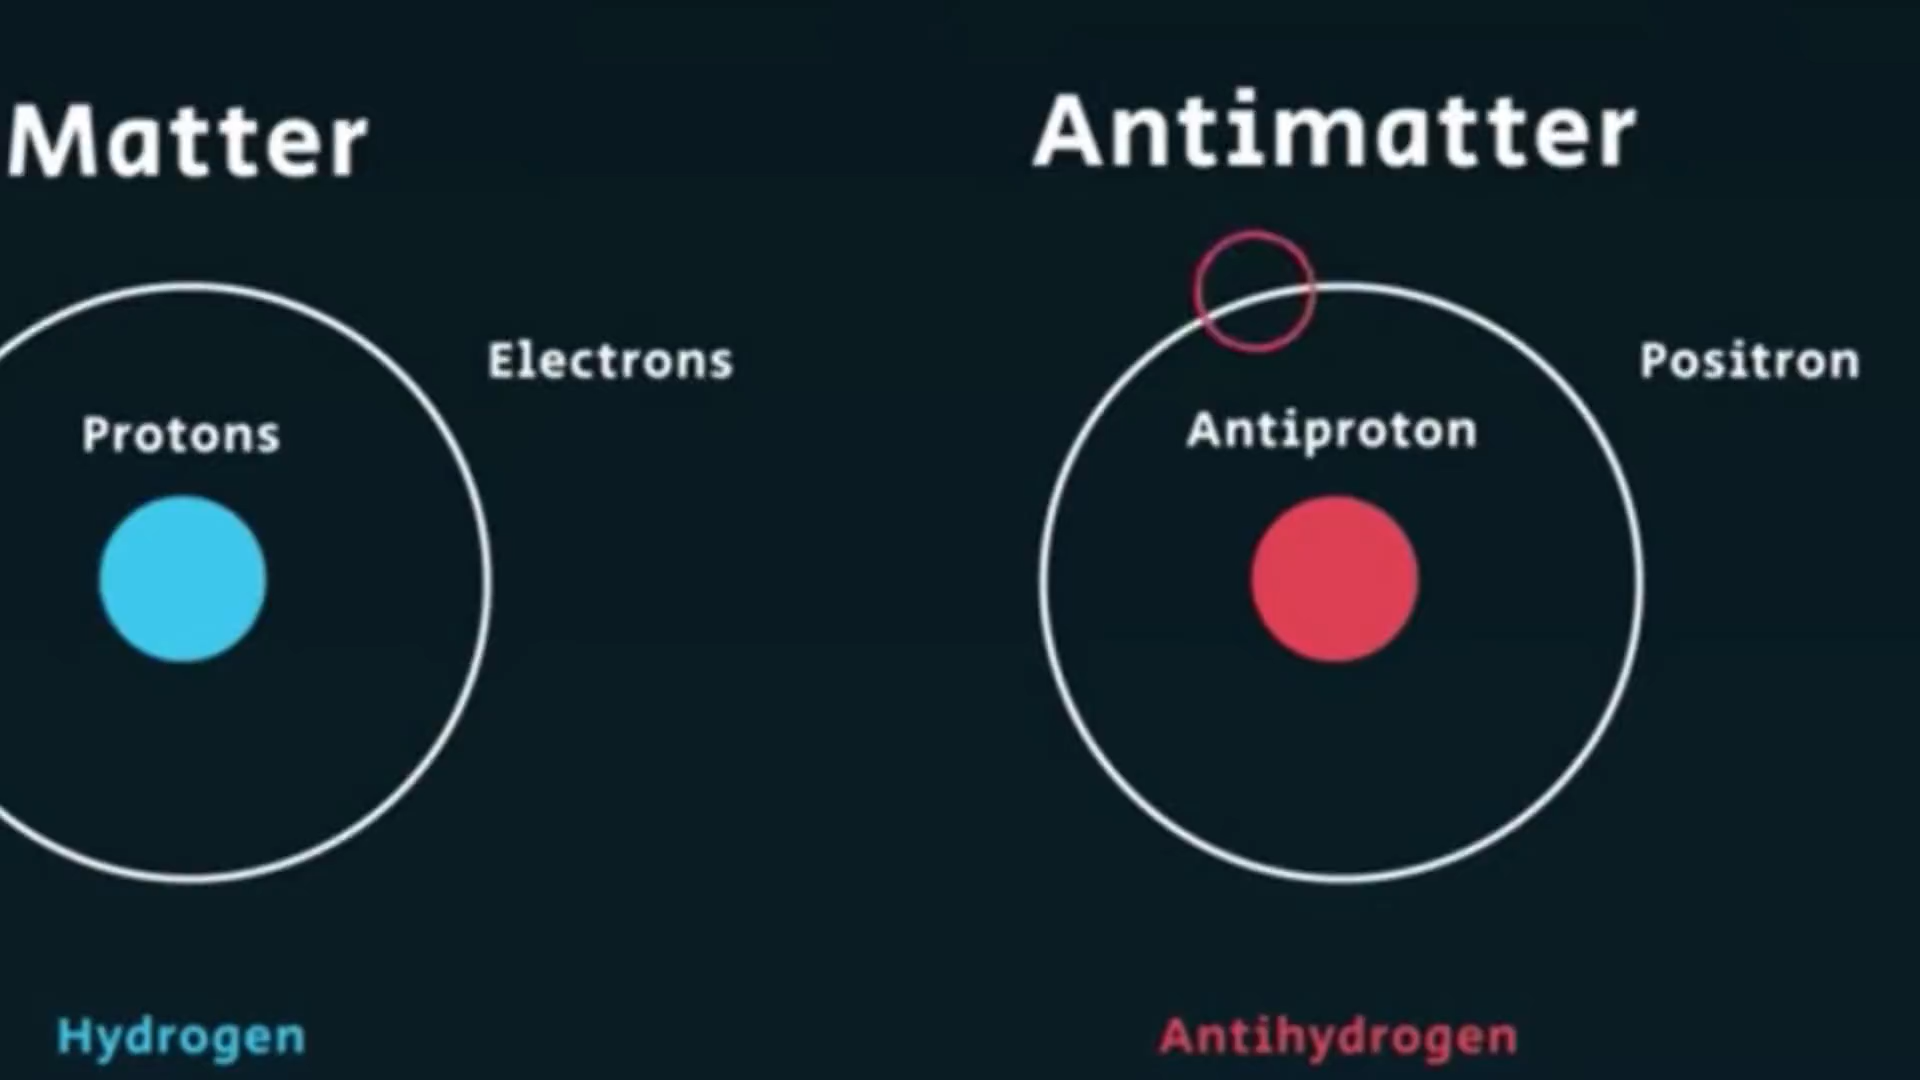 Matter
Antimatter
Electrons
Positron
Protons
Antiproton
Hydrogen
Antihydrogen